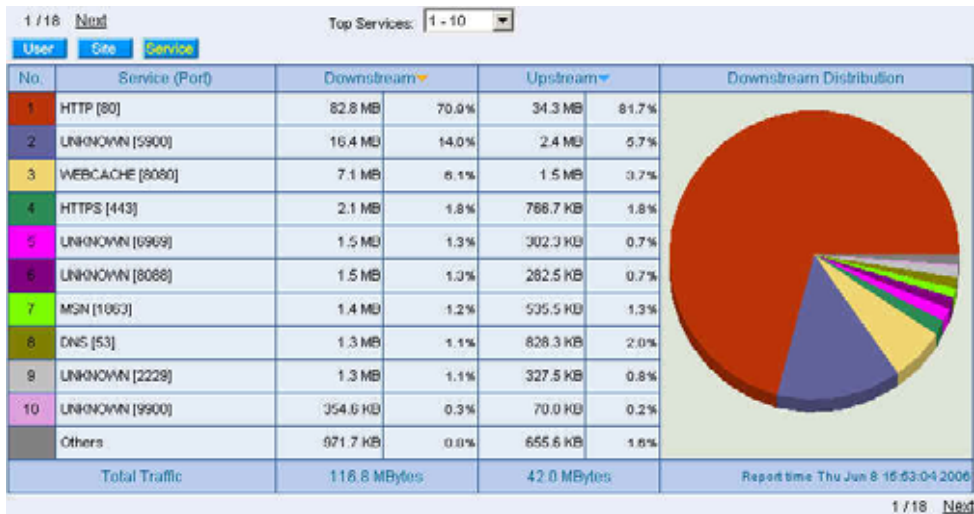 1 / 18 Next Top Services: 1 - 10
User Site Service
No. Service (Port) Downstream Upstream Downstream Distribution
1 HTTP [80] 82.8 MB 70.9% 34.3 MB 81.7%
2 UNKNOWN [5900] 16.4 MB 14.0% 2.4 MB 5.7%
3 WEBCACHE [8080] 7.1 MB 6.1% 1.5 MB 3.7%
4 HTTPS [443] 2.1 MB 1.8% 766.7 KB 1.8%
5 UNKNOWN [6969] 1.5 MB 1.3% 302.3 KB 0.7%
6 UNKNOWN [8088] 1.5 MB 1.3% 282.5 KB 0.7%
7 MSN [1863] 1.4 MB 1.2% 535.5 KB 1.3%
8 DNS [53] 1.3 MB 1.1% 828.3 KB 2.0%
9 UNKNOWN [2229] 1.3 MB 1.1% 327.5 KB 0.8%
10 UNKNOWN [9900] 354.6 KB 0.3% 70.0 KB 0.2%
Others 971.7 KB 655.6 KB 1.6%
Total Traffic 116.8 MBytes 42.0 MBytes Report time Thu Jun 8 2006
1 / 18 Next